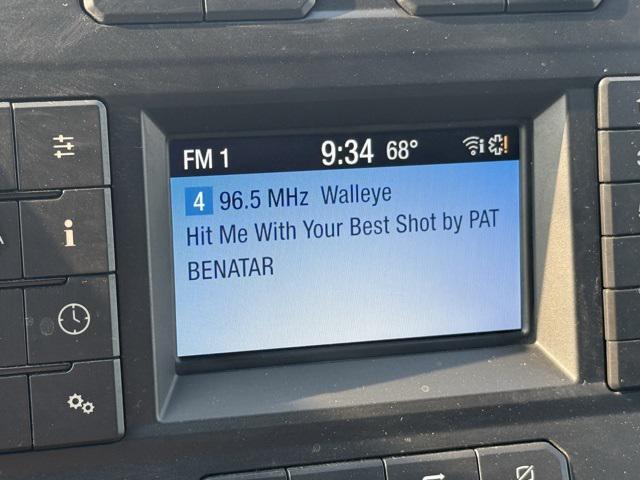 FM 1 9:34 68°
4 96.5 MHz Walleye
Hit Me With Your Best Shot by PAT
BENATAR